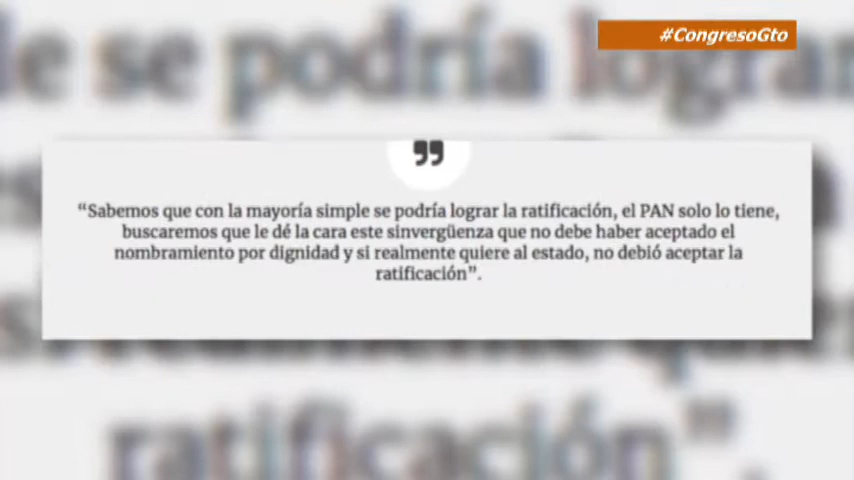 #CongresoGto
“Sabemos que con la mayoría simple se podría lograr la ratificación, el PAN solo lo tiene,
buscaremos que le dé la cara este sinvergüenza que no debe haber aceptado el
nombramiento por dignidad y si realmente quiere al estado, no debió aceptar la
ratificación”.